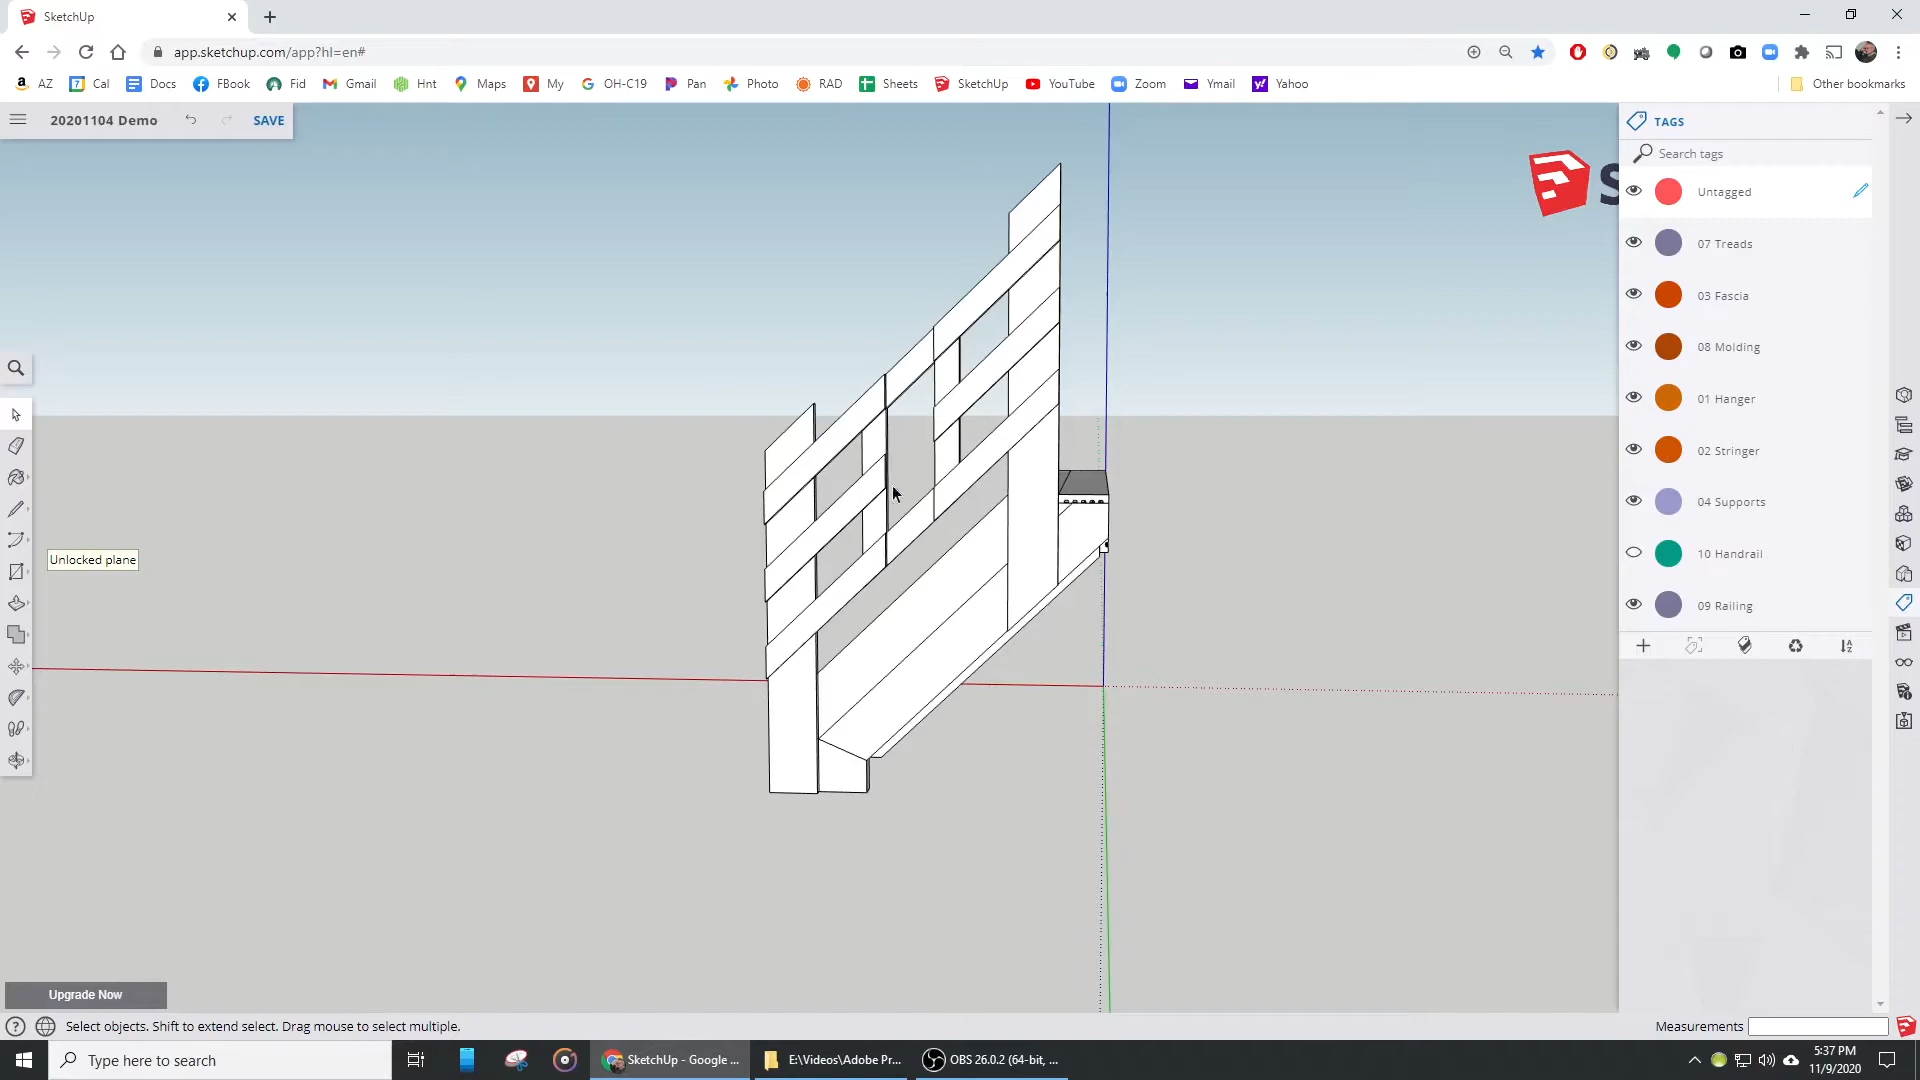 SketchUp
app.sketchup.com/app?hl=en#
AZ Cal Docs FBook Fid Gmail Hnt Maps My OH-C19 Pan Photo RAD Sheets SketchUp YouTube Zoom Ymail Yahoo Other bookmarks
20201104 Demo SAVE
TAGS
Search tags
Untagged
07 Treads
03 Fascia
08 Molding
01 Hanger
02 Stringer
04 Supports
10 Handrail
09 Railing
S
Unlocked plane
Upgrade Now
Select objects. Shift to extend select. Drag mouse to select multiple.
Measurements
Type here to search
SketchUp - Google ...
E:\Videos\Adobe Pr...
OBS 26.0.2 (64-bit, ...
5:37 PM
11/9/2020